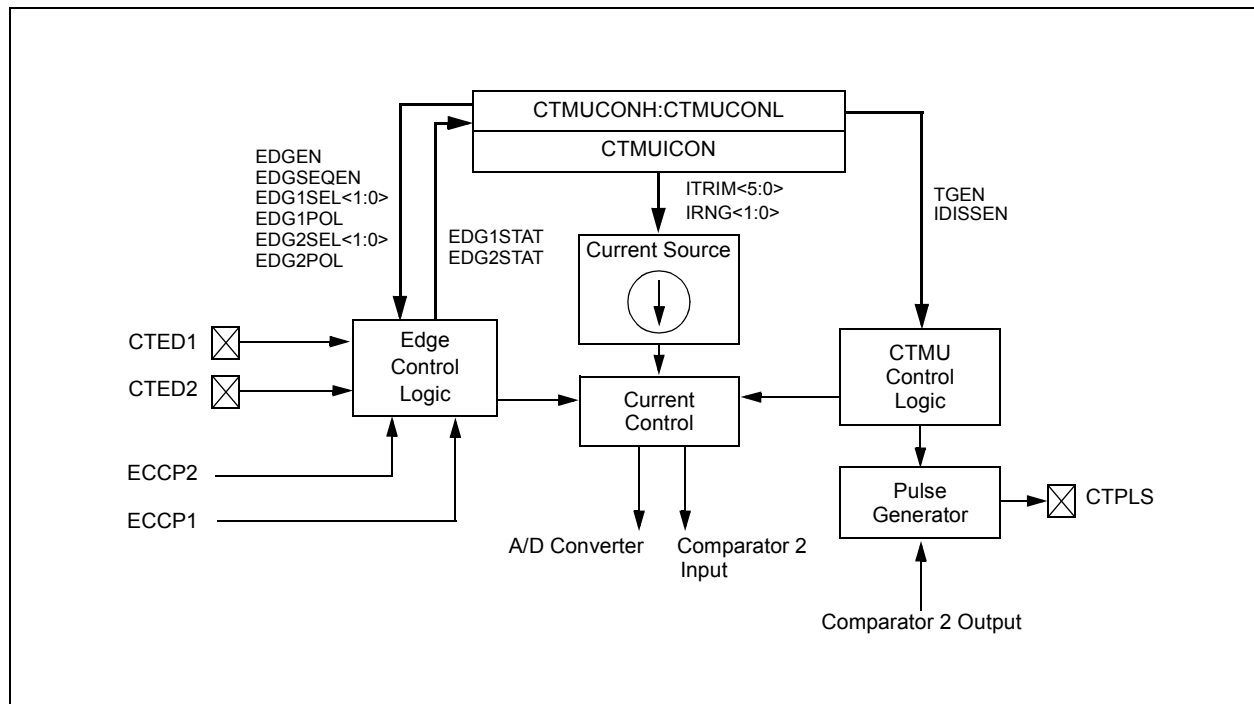 CTMUCONH:CTMUCONL
CTMUICON
EDGEN
EDGSEQEN
EDG1SEL<1:0>
EDG1POL
EDG2SEL<1:0>
EDG2POL
EDG1STAT
EDG2STAT
ITRIM<5:0>
IRNG<1:0>
TGEN
IDISSEN
Current Source
CTED1
CTED2
Edge
Control
Logic
Current
Control
CTMU
Control
Logic
ECCP2
ECCP1
Pulse
Generator
CTPLS
A/D Converter
Comparator 2
Input
Comparator 2 Output